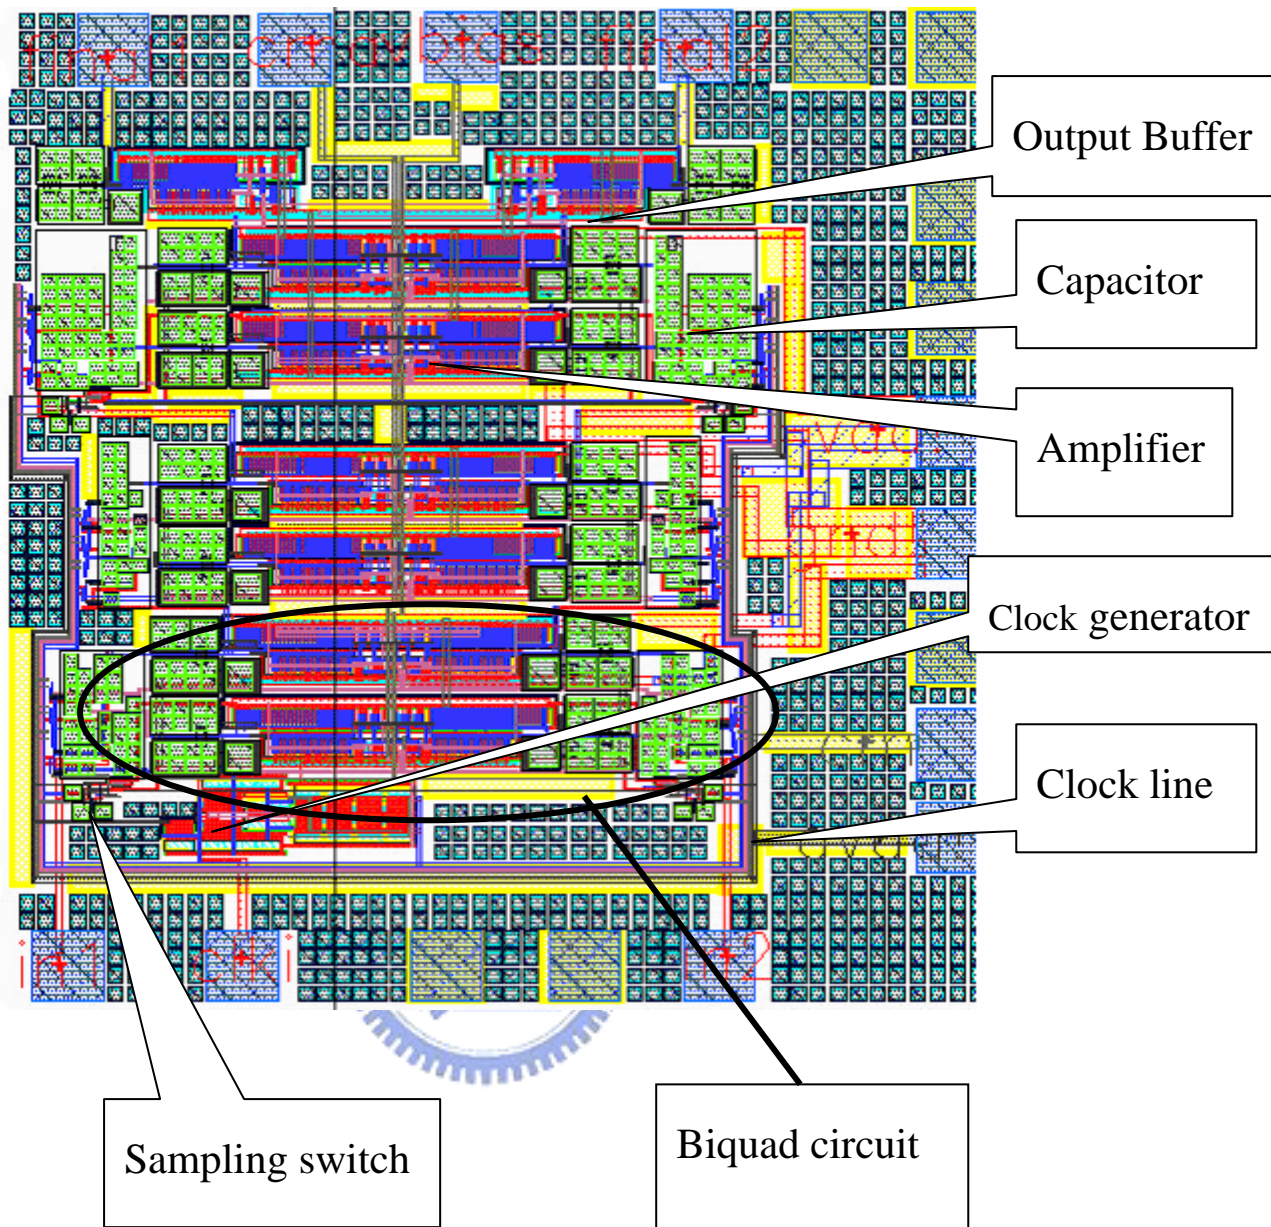 Output Buffer
Capacitor
Amplifier
Clock generator
Clock line
Sampling switch
Biquad circuit